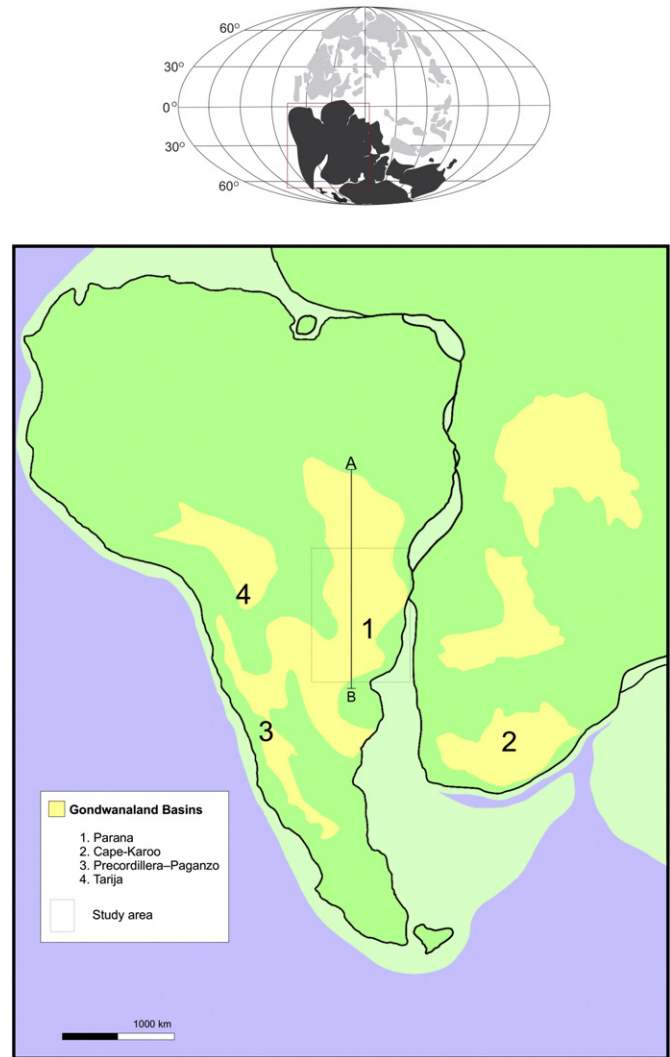 60°
30°
0°
30°
60°
A
4
1
B
3
2
Gondwanaland Basins
1. Parana
2. Cape-Karoo
3. Precordillera–Paganzo
4. Tarija
Study area
1000 km